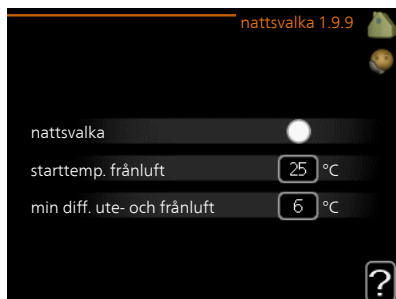 nattsvalka 1.9.9
nattsvalka
starttemp. frånluft 25 °C
min diff. ute- och frånluft 6 °C
?